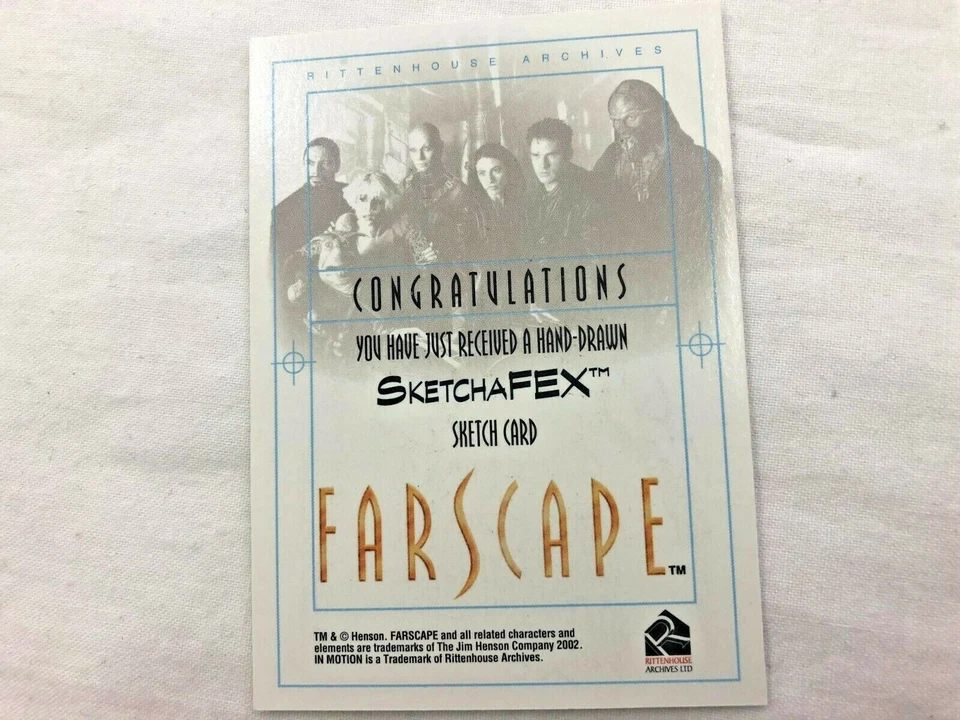 RITTENHOUSE ARCHIVES
CONGRATULATIONS
YOU HAVE JUST RECEIVED A HAND-DRAWN
SKETCHAFEX™
SKETCH CARD
FARSCAPE™
TM & © Henson. FARSCAPE and all related characters and
elements are trademarks of The Jim Henson Company 2002.
IN MOTION is a Trademark of Rittenhouse Archives.
RITTENHOUSE
ARCHIVES LTD